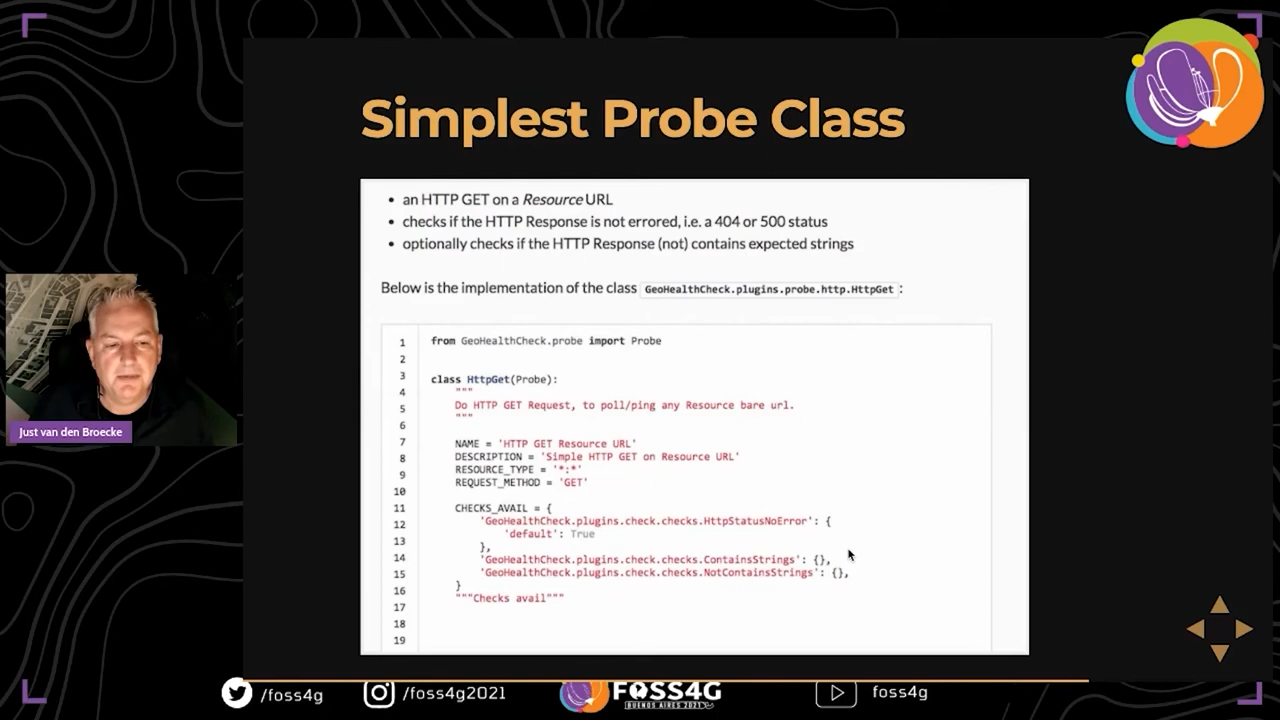 Simplest Probe Class
• an HTTP GET on a Resource URL
• checks if the HTTP Response is not errored, i.e. a 404 or 500 status
• optionally checks if the HTTP Response (not) contains expected strings
Below is the implementation of the class GeoHealthCheck.plugins.probe.http.HttpGet :
1 from GeoHealthCheck.probe import Probe
2
3 class HttpGet(Probe):
4 """
5 Do HTTP GET Request, to poll/ping any Resource bare url.
6 """
7 NAME = 'HTTP GET Resource URL'
8 DESCRIPTION = 'Simple HTTP GET on Resource URL'
9 RESOURCE_TYPE = '*:*'
10 REQUEST_METHOD = 'GET'
11 CHECKS_AVAIL = {
12 'GeoHealthCheck.plugins.check.checks.HttpStatusNoError': {
13 'default': True
},
14 'GeoHealthCheck.plugins.check.checks.ContainsStrings': {},
15 'GeoHealthCheck.plugins.check.checks.NotContainsStrings': {},
16 }
17 """Checks avail"""
18
19
Just van den Broecke
/foss4g
/foss4g2021
FOSS4G
BUENOS AIRES 2021
foss4g